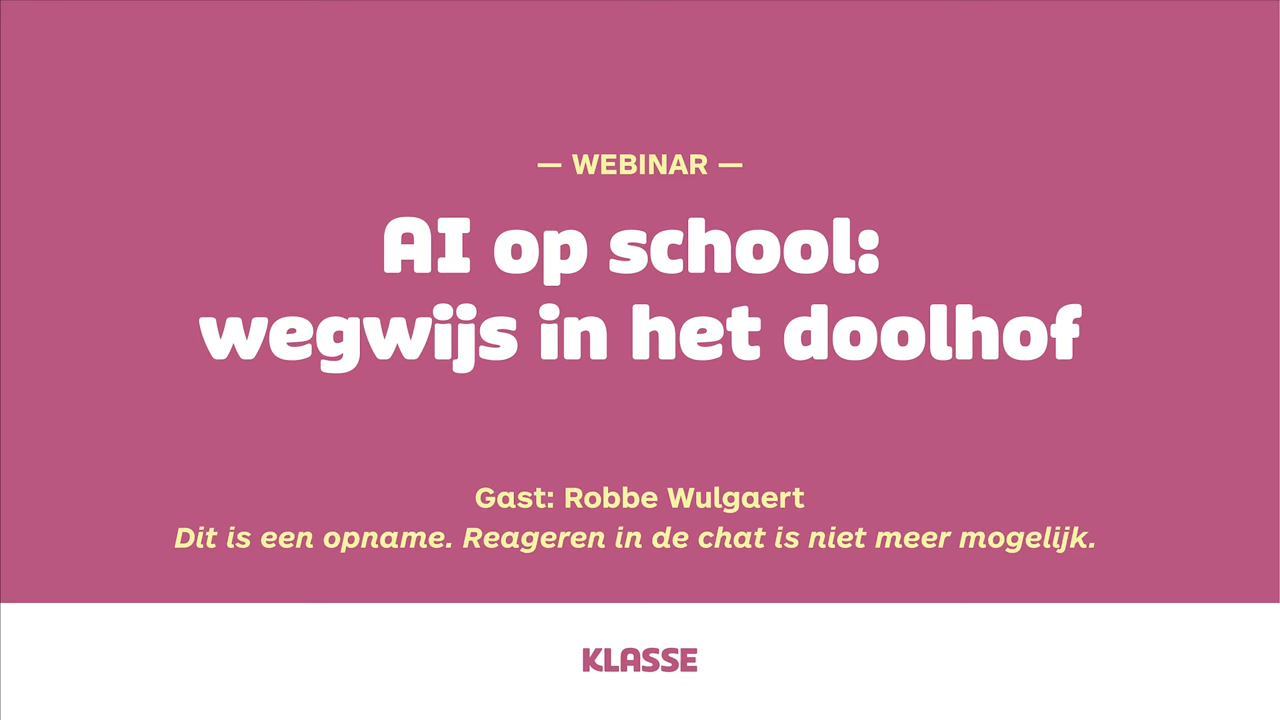 — WEBINAR —
AI op school:
wegwijs in het doolhof
Gast: Robbe Wulgaert
Dit is een opname. Reageren in de chat is niet meer mogelijk.
KLASSE